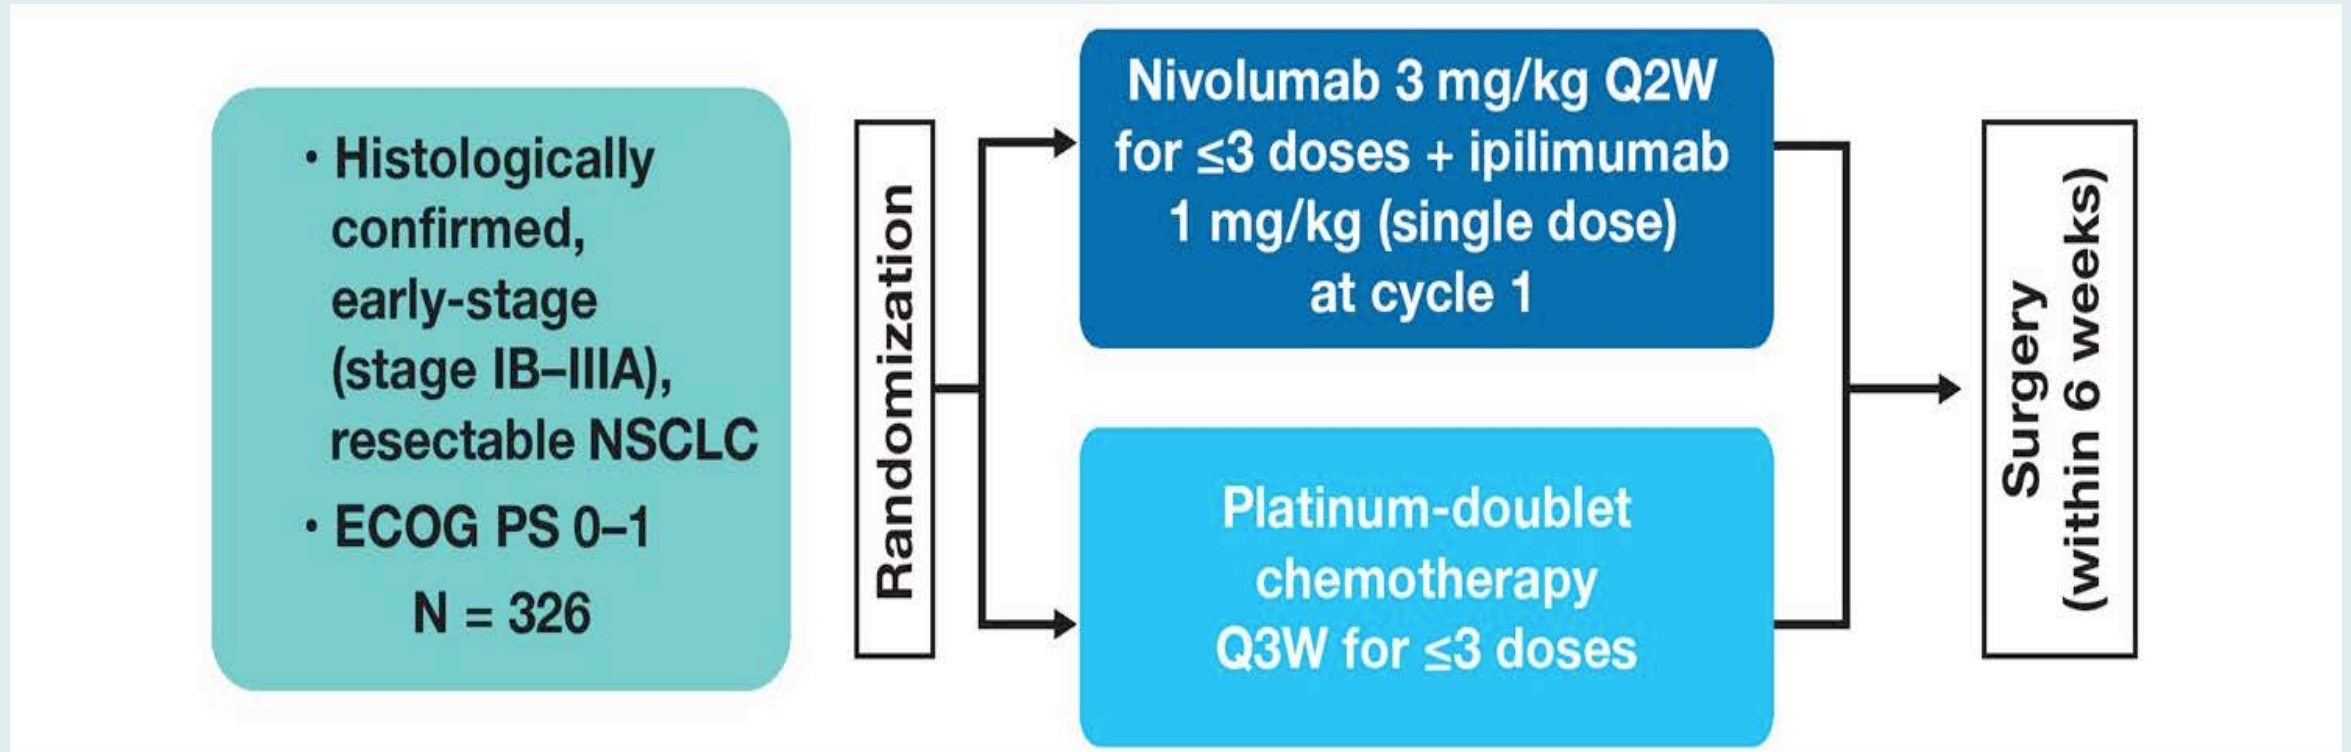 • Histologically
confirmed,
early-stage
(stage IB–IIIA),
resectable NSCLC
• ECOG PS 0–1
N = 326
Randomization
Nivolumab 3 mg/kg Q2W
for ≤3 doses + ipilimumab
1 mg/kg (single dose)
at cycle 1
Platinum-doublet
chemotherapy
Q3W for ≤3 doses
Surgery
(within 6 weeks)